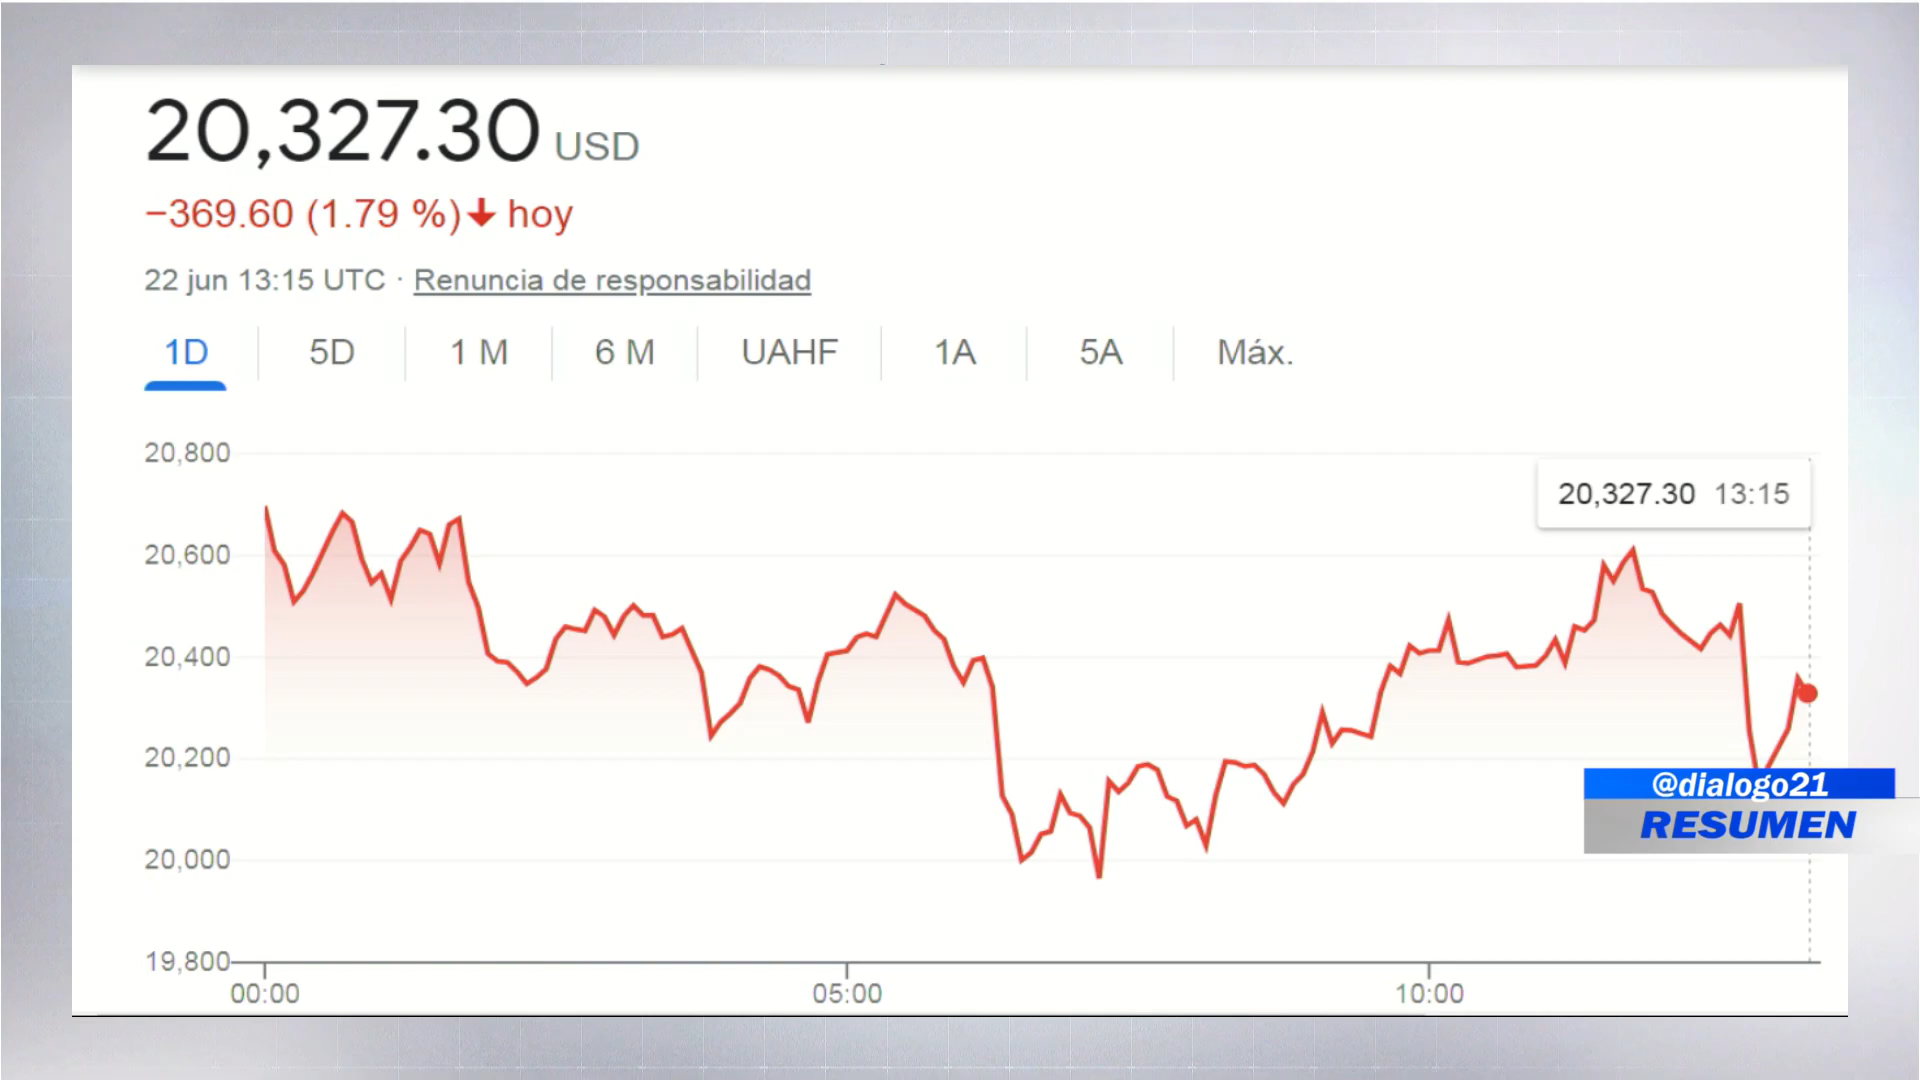 20,327.30 USD
−369.60 (1.79 %) ↓ hoy
22 jun 13:15 UTC · Renuncia de responsabilidad
1D 5D 1 M 6 M UAHF 1A 5A Máx.
20,800
20,327.30 13:15
20,600
20,400
20,200
@dialogo21
RESUMEN
20,000
19,800
00:00 05:00 10:00